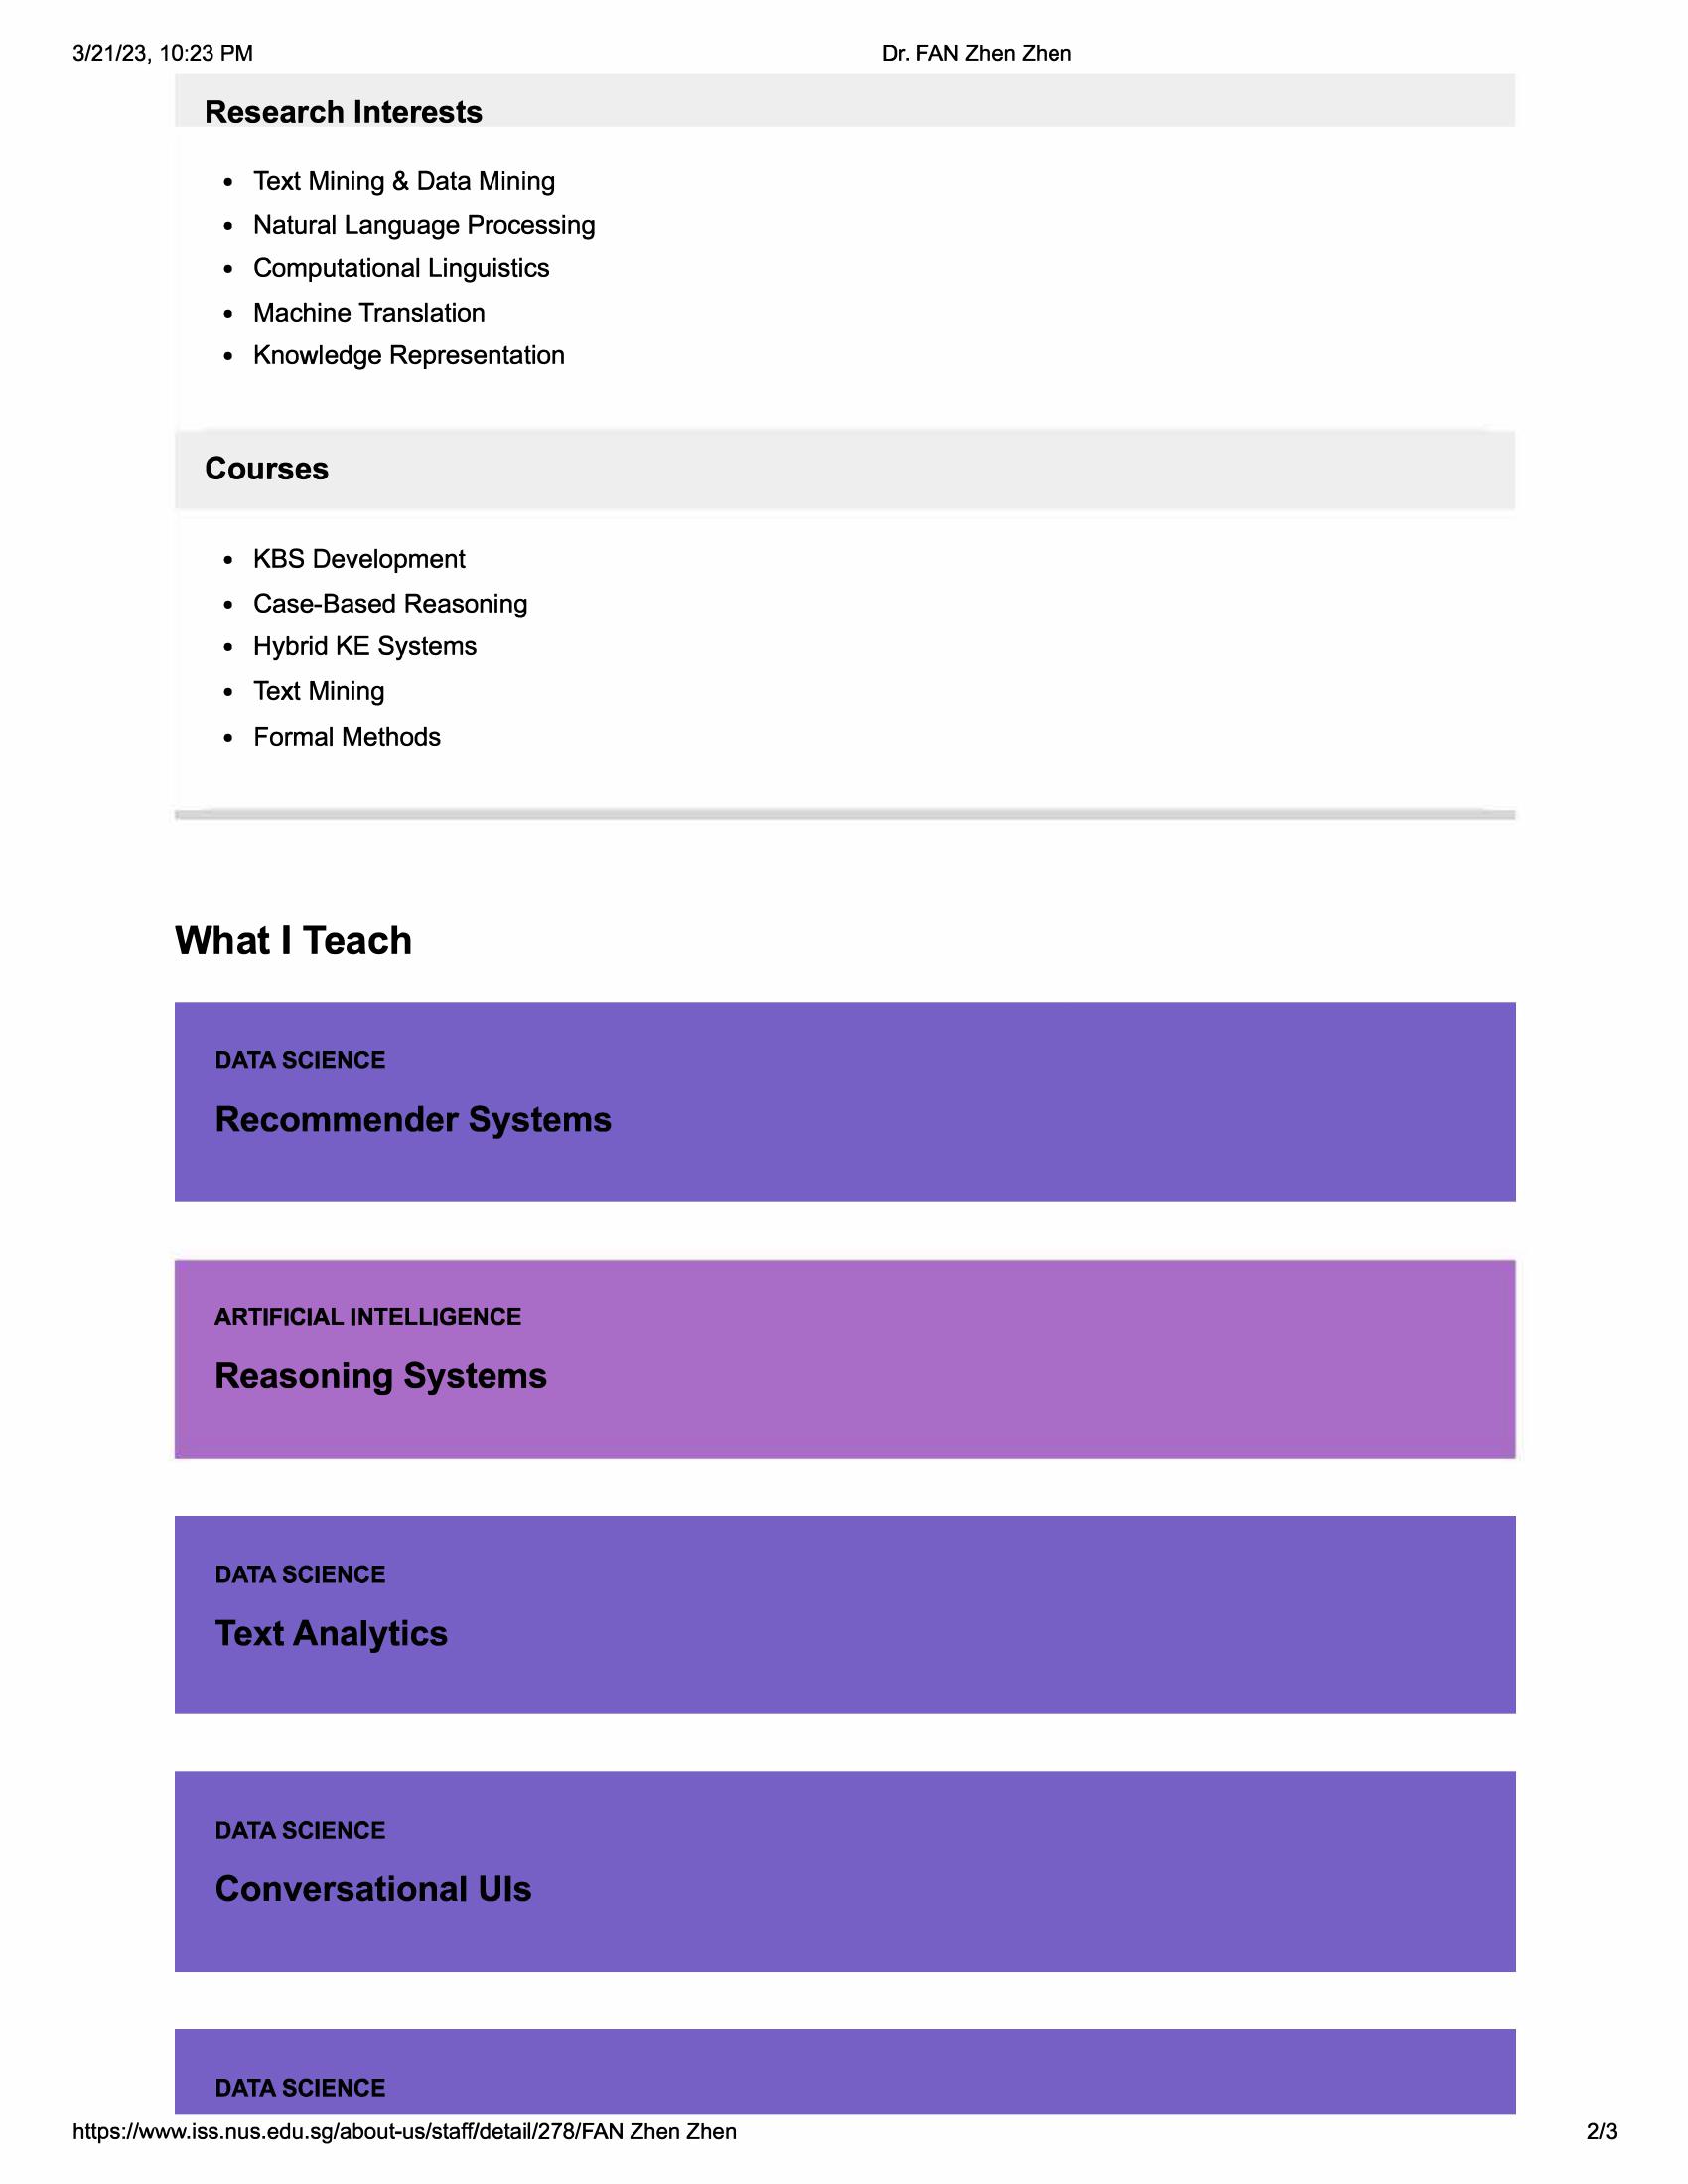 3/21/23, 10:23 PM
Dr. FAN Zhen Zhen
Research Interests
• Text Mining & Data Mining
• Natural Language Processing
• Computational Linguistics
• Machine Translation
• Knowledge Representation
Courses
• KBS Development
• Case-Based Reasoning
• Hybrid KE Systems
• Text Mining
• Formal Methods
What I Teach
DATA SCIENCE
Recommender Systems
ARTIFICIAL INTELLIGENCE
Reasoning Systems
DATA SCIENCE
Text Analytics
DATA SCIENCE
Conversational UIs
DATA SCIENCE
https://www.iss.nus.edu.sg/about-us/staff/detail/278/FAN Zhen Zhen
2/3